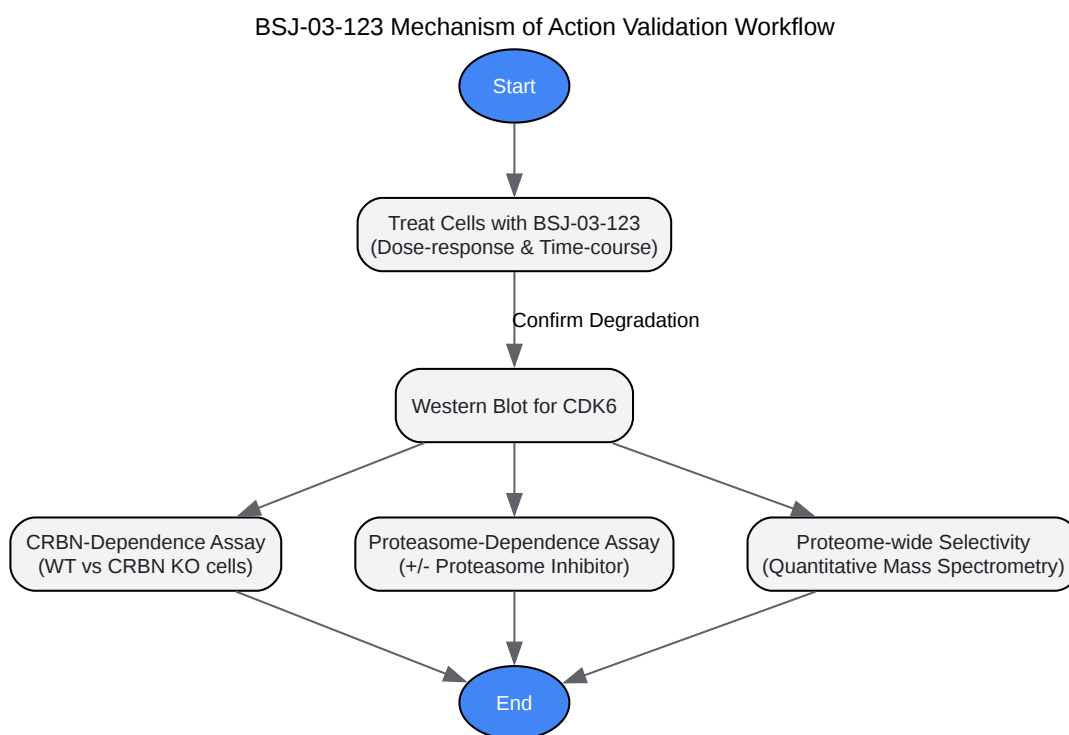 BSJ-03-123 Mechanism of Action Validation Workflow
Start
Treat Cells with BSJ-03-123
(Dose-response & Time-course)
Confirm Degradation
Western Blot for CDK6
CRBN-Dependence Assay
(WT vs CRBN KO cells)
Proteasome-Dependence Assay
(+/- Proteasome Inhibitor)
Proteome-wide Selectivity
(Quantitative Mass Spectrometry)
End